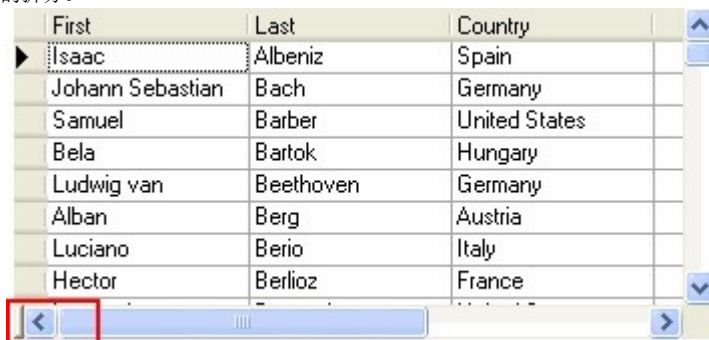 First Last Country
Isaac Albeniz Spain
Johann Sebastian Bach Germany
Samuel Barber United States
Bela Bartok Hungary
Ludwig van Beethoven Germany
Alban Berg Austria
Luciano Berio Italy
Hector Berlioz France